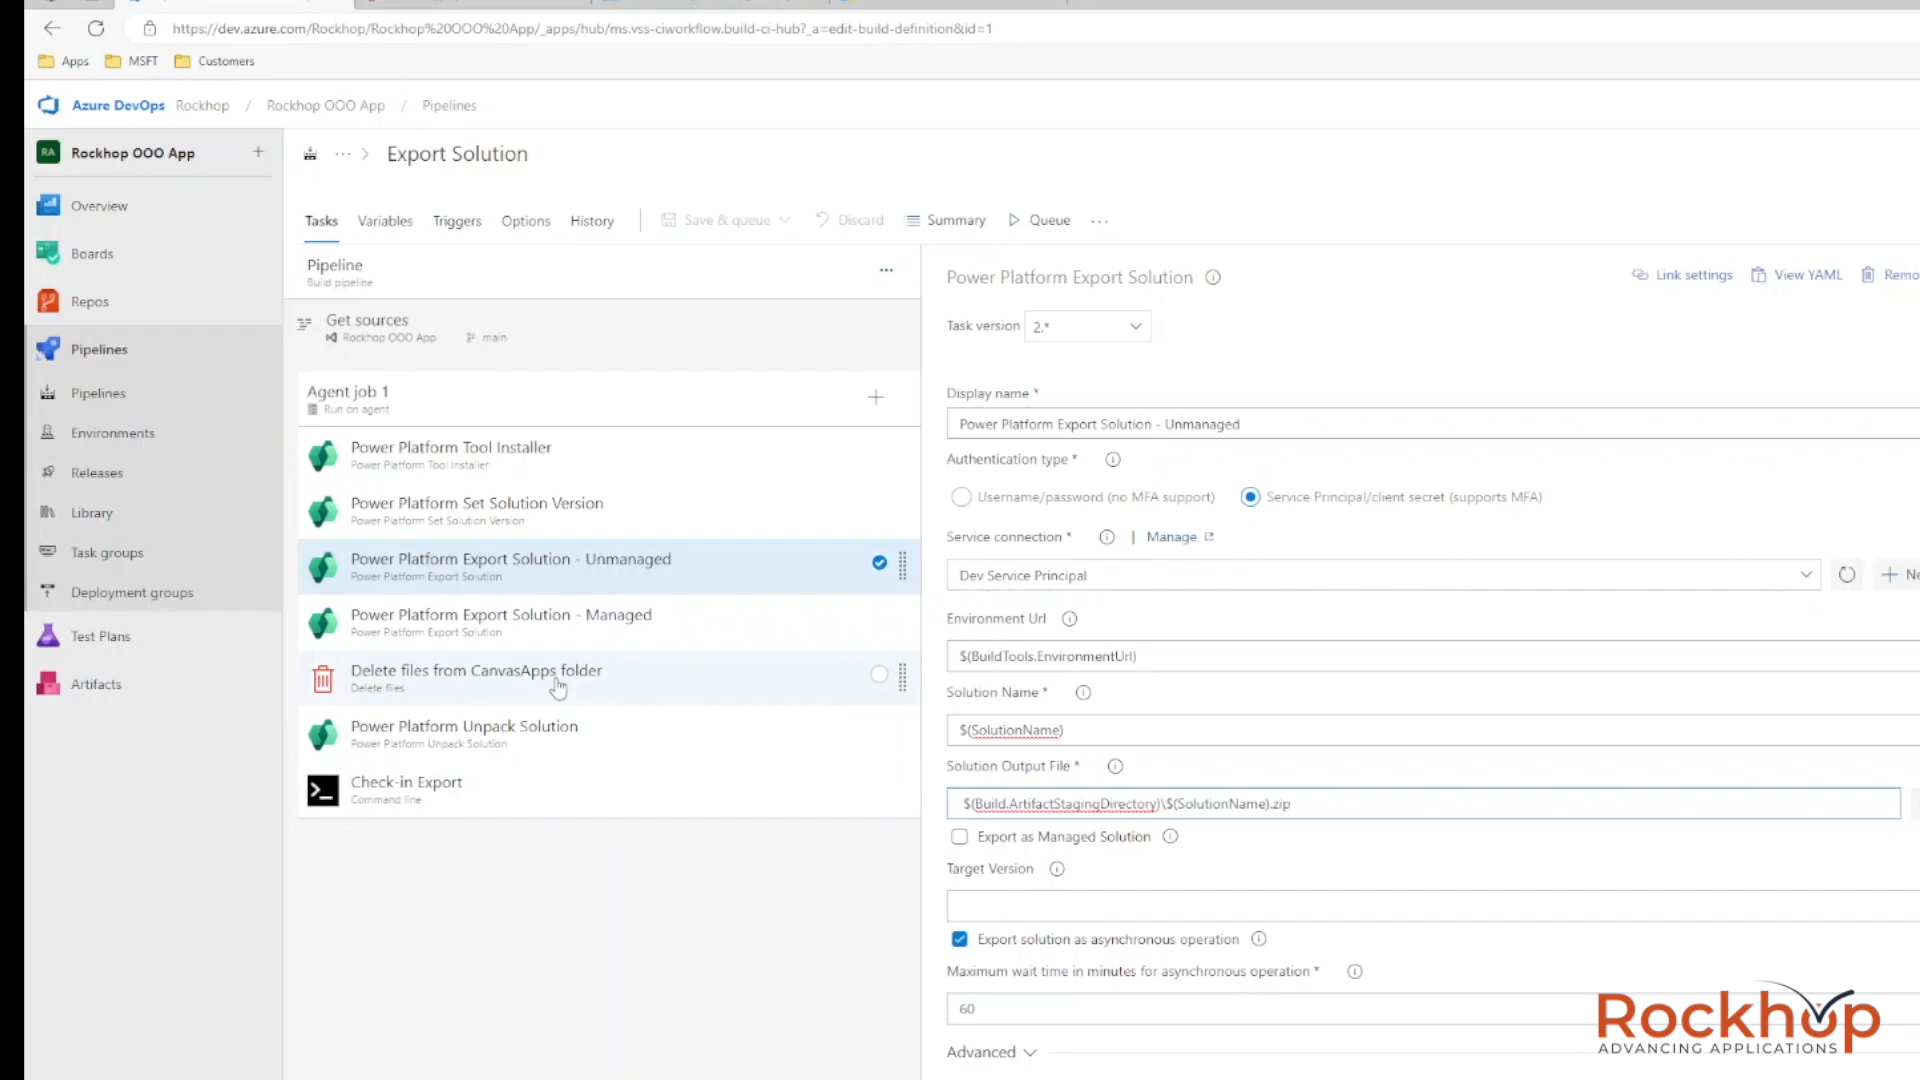 https://dev.azure.com/Rockhop/Rockhop%20OOO%20App/_apps/hub/ms.vss-ciworkflow.build-ci-hub?_a=edit-build-definition&id=1
Apps MSFT Customers
Azure DevOps Rockhop / Rockhop OOO App / Pipelines
RA Rockhop OOO App +
Overview
Boards
Repos
Pipelines
Pipelines
Environments
Releases
Library
Task groups
Deployment groups
Test Plans
Artifacts
... > Export Solution
Tasks Variables Triggers Options History Save & queue Discard Summary Queue ...
Pipeline ...
Build pipeline
Get sources
Rockhop OOO App main
Agent job 1 +
Run on agent
Power Platform Tool Installer
Power Platform Tool Installer
Power Platform Set Solution Version
Power Platform Set Solution Version
Power Platform Export Solution - Unmanaged
Power Platform Export Solution
Power Platform Export Solution - Managed
Power Platform Export Solution
Delete files from CanvasApps folder
Delete files
Power Platform Unpack Solution
Power Platform Unpack Solution
Check-in Export
Command line
Power Platform Export Solution Link settings View YAML Remo
Task version 2.*
Display name *
Power Platform Export Solution - Unmanaged
Authentication type *
Username/password (no MFA support) Service Principal/client secret (supports MFA)
Service connection * | Manage
Dev Service Principal + Ne
Environment Url
$(BuildTools.EnvironmentUrl)
Solution Name *
$(SolutionName)
Solution Output File *
$(Build.ArtifactStagingDirectory)\$(SolutionName).zip
Export as Managed Solution
Target Version
Export solution as asynchronous operation
Maximum wait time in minutes for asynchronous operation *
60
Advanced
Rockhop
ADVANCING APPLICATIONS